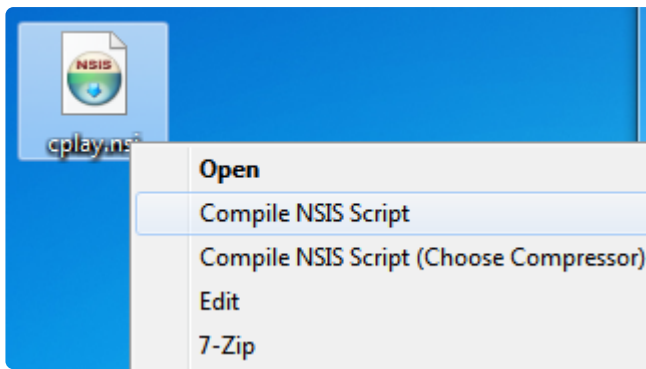 NSIS
cplay.nsi
Open
Compile NSIS Script
Compile NSIS Script (Choose Compressor)
Edit
7-Zip